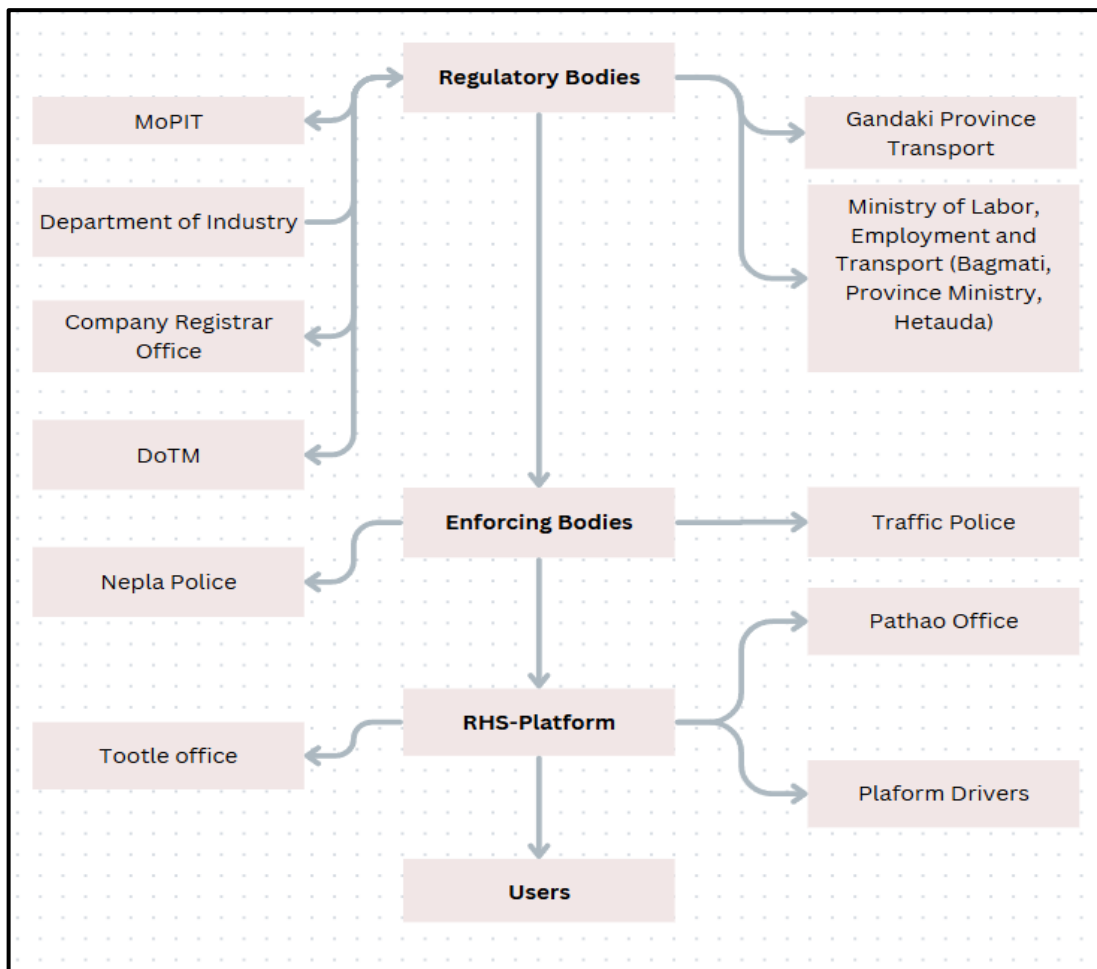 Regulatory Bodies
MoPIT
Gandaki Province
Transport
Department of Industry
Ministry of Labor,
Employment and
Transport (Bagmati,
Province Ministry,
Hetauda)
Company Registrar
Office
DoTM
Enforcing Bodies
Traffic Police
Nepla Police
Pathao Office
RHS-Platform
Tootle office
Plaform Drivers
Users